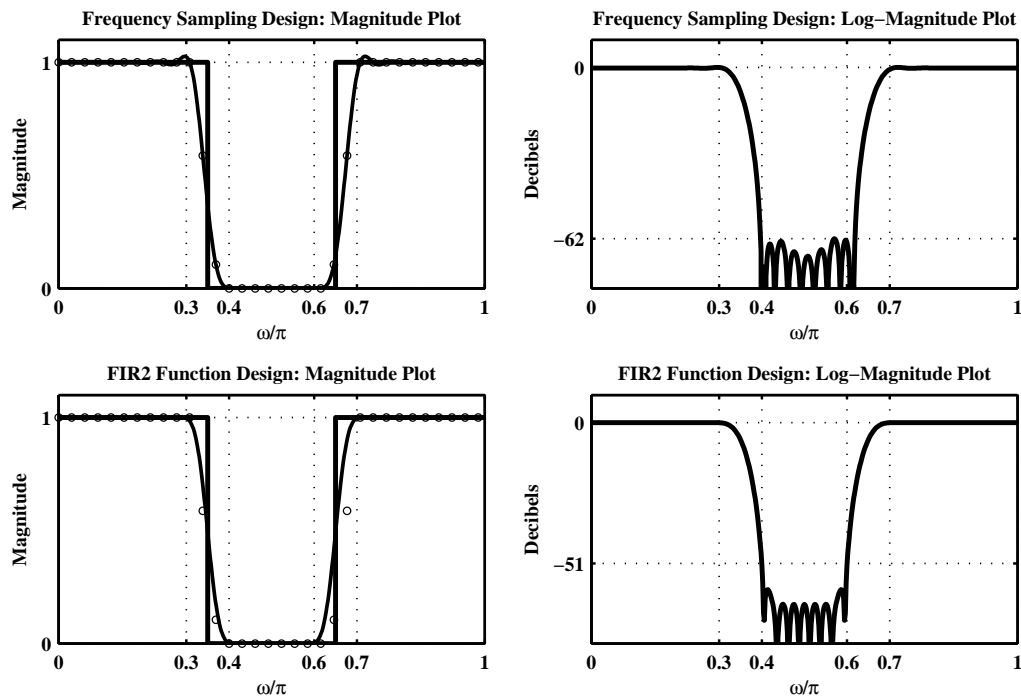 Frequency Sampling Design: Magnitude Plot
Magnitude
1
0
0 0.3 0.4 0.6 0.7 1
ω/π
Frequency Sampling Design: Log−Magnitude Plot
Decibels
0
−62
0 0.3 0.4 0.6 0.7 1
ω/π
FIR2 Function Design: Magnitude Plot
Magnitude
1
0
0 0.3 0.4 0.6 0.7 1
ω/π
FIR2 Function Design: Log−Magnitude Plot
Decibels
0
−51
0 0.3 0.4 0.6 0.7 1
ω/π